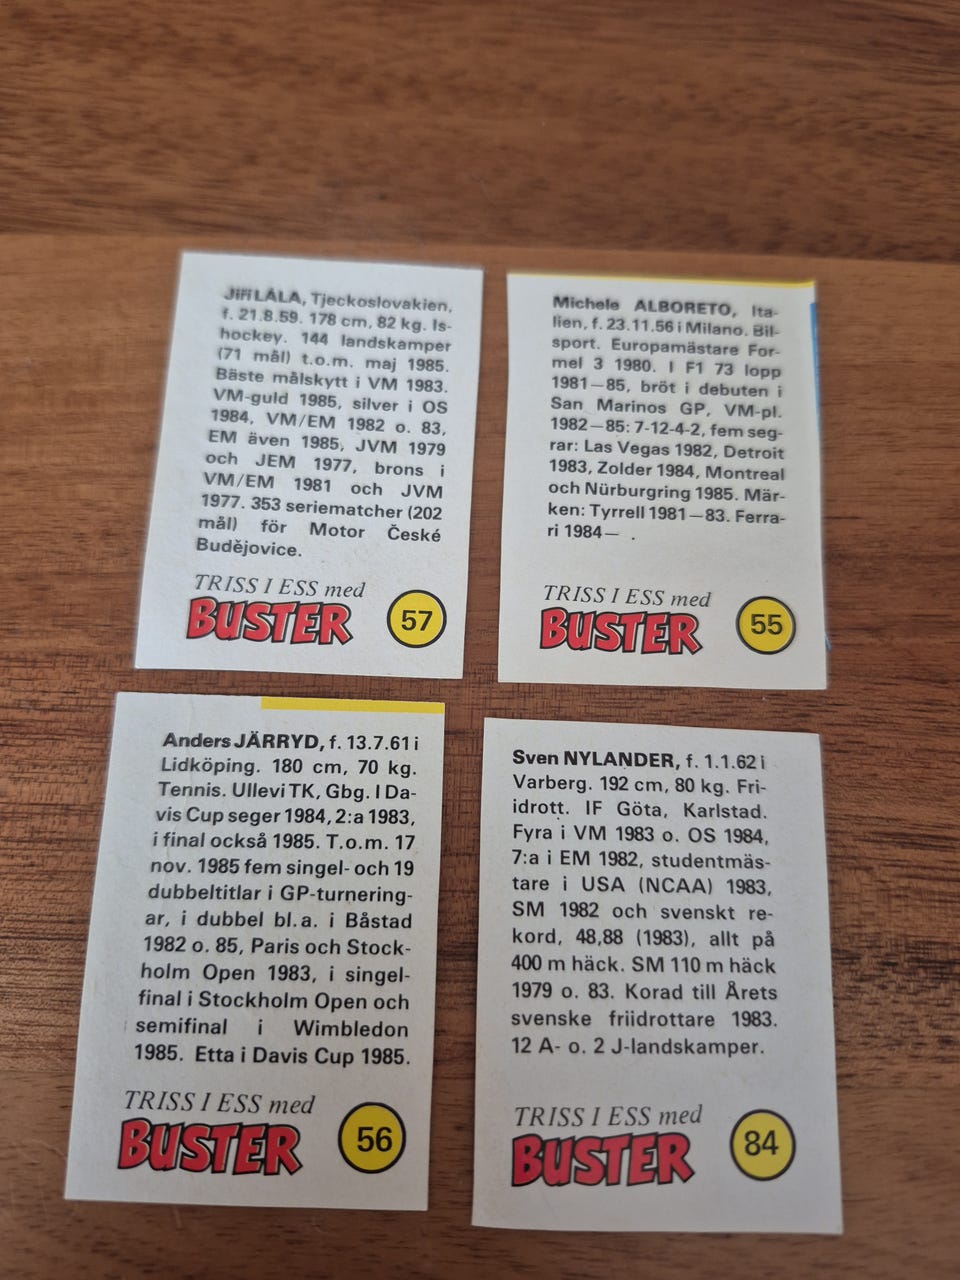 Jiří LÁLA, Tjeckoslovakien,
f. 21.8.59. 178 cm, 82 kg. Is-
hockey. 144 landskamper
(71 mål) t.o.m. maj 1985.
Bäste målskytt i VM 1983.
VM-guld 1985, silver i OS
1984, VM/EM 1982 o. 83,
EM även 1985, JVM 1979
och JEM 1977, brons i
VM/EM 1981 och JVM
1977. 353 seriematcher (202
mål) för Motor České
Budějovice.
TRISS I ESS med
BUSTER
57
Michele ALBORETO, Ita-
lien, f. 23.11.56 i Milano. Bil-
sport. Europamästare For-
mel 3 1980. I F1 73 lopp
1981—85, bröt i debuten i
San Marinos GP, VM-pl.
1982—85: 7-12-4-2, fem seg-
rar: Las Vegas 1982, Detroit
1983, Zolder 1984, Montreal
och Nürburgring 1985. Mär-
ken: Tyrrell 1981—83. Ferra-
ri 1984— .
TRISS I ESS med
BUSTER
55
Anders JÄRRYD, f. 13.7.61 i
Lidköping. 180 cm, 70 kg.
Tennis. Ullevi TK, Gbg. I Da-
vis Cup seger 1984, 2:a 1983,
i final också 1985. T.o.m. 17
nov. 1985 fem singel- och 19
dubbeltitlar i GP-turnering-
ar, i dubbel bl.a. i Båstad
1982 o. 85, Paris och Stock-
holm Open 1983, i singel-
final i Stockholm Open och
semifinal i Wimbledon
1985. Etta i Davis Cup 1985.
TRISS I ESS med
BUSTER
56
Sven NYLANDER, f. 1.1.62 i
Varberg. 192 cm, 80 kg. Fri-
idrott. IF Göta, Karlstad.
Fyra i VM 1983 o. OS 1984,
7:a i EM 1982, studentmäs-
tare i USA (NCAA) 1983,
SM 1982 och svenskt re-
kord, 48,88 (1983), allt på
400 m häck. SM 110 m häck
1979 o. 83. Korad till Årets
svenske friidrottare 1983.
12 A- o. 2 J-landskamper.
TRISS I ESS med
BUSTER
84